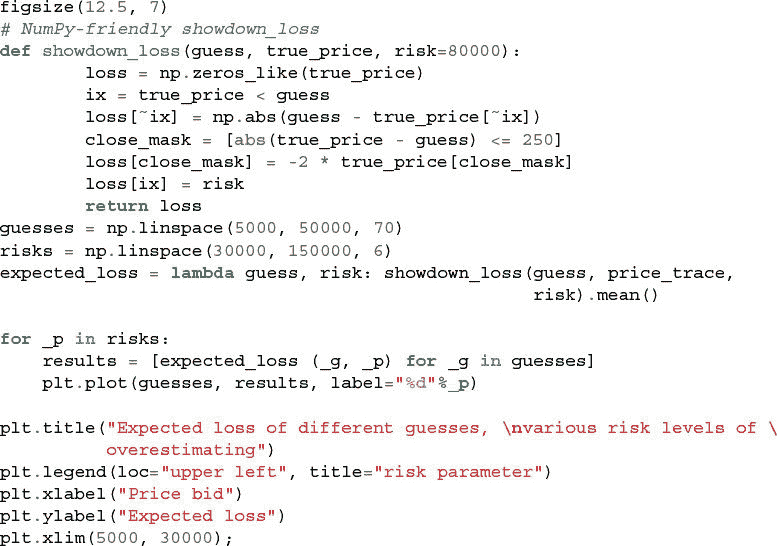 figsize(12.5, 7)
# NumPy-friendly showdown_loss
def showdown_loss(guess, true_price, risk=80000):
        loss = np.zeros_like(true_price)
        ix = true_price < guess
        loss[~ix] = np.abs(guess - true_price[~ix])
        close_mask = [abs(true_price - guess) <= 250]
        loss[close_mask] = -2 * true_price[close_mask]
        loss[ix] = risk
        return loss
guesses = np.linspace(5000, 50000, 70)
risks = np.linspace(30000, 150000, 6)
expected_loss = lambda guess, risk: showdown_loss(guess, price_trace,
                                                  risk).mean()

for _p in risks:
    results = [expected_loss (_g, _p) for _g in guesses]
    plt.plot(guesses, results, label="%d"%_p)

plt.title("Expected loss of different guesses, \nvarious risk levels of \
          overestimating")
plt.legend(loc="upper left", title="risk parameter")
plt.xlabel("Price bid")
plt.ylabel("Expected loss")
plt.xlim(5000, 30000);